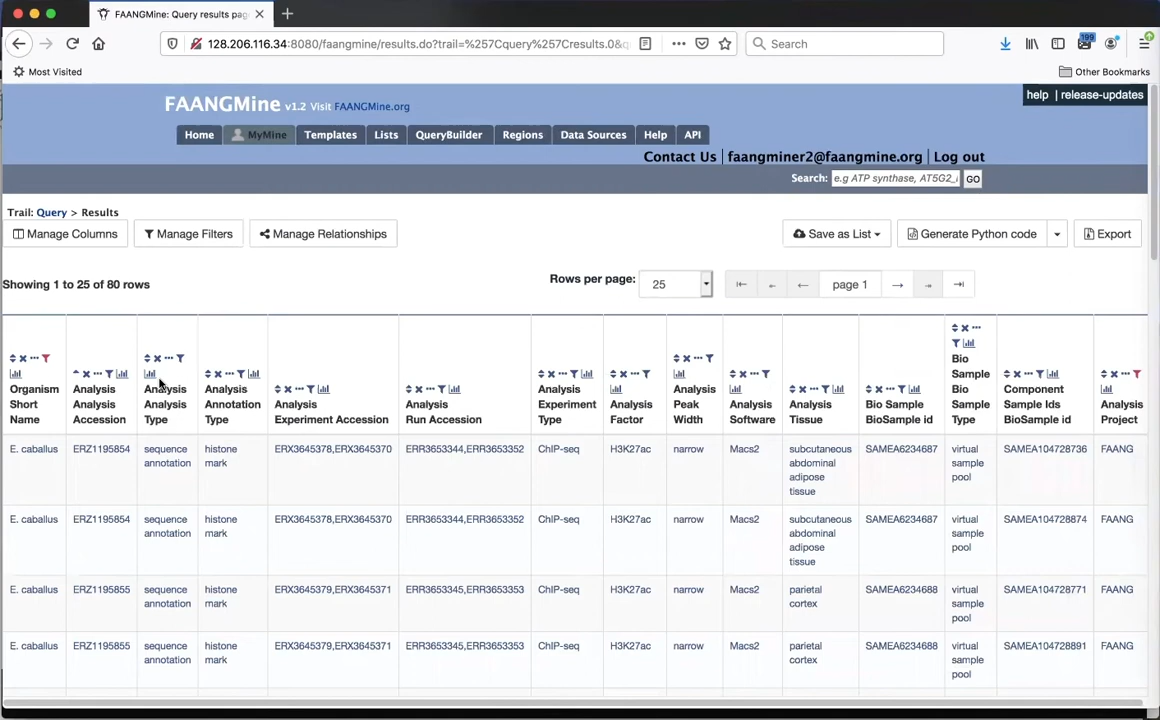 FAANGMine: Query results pag
128.206.116.34:8080/faangmine/results.do?trail=%257Cquery%257Cresults.0&q
Search
199
Most Visited
Other Bookmarks
FAANGMine v1.2 Visit FAANGMine.org
help | release-updates
Home MyMine Templates Lists QueryBuilder Regions Data Sources Help API
Contact Us | faangminer2@faangmine.org | Log out
Search: e.g ATP synthase, AT5G2_ GO
Trail: Query > Results
Manage Columns Manage Filters Manage Relationships Save as List Generate Python code Export
Showing 1 to 25 of 80 rows
Rows per page: 25 page 1
Organism Short Name
Analysis Analysis Accession
Analysis Analysis Type
Analysis Annotation Type
Analysis Experiment Accession
Analysis Run Accession
Analysis Experiment Type
Analysis Factor
Analysis Peak Width
Analysis Software
Analysis Tissue
Bio Sample BioSample id
Bio Sample Bio Sample Type
Component Sample Ids BioSample id
Analysis Project
E. caballus ERZ1195854 sequence annotation histone mark ERX3645378,ERX3645370 ERR3653344,ERR3653352 ChIP-seq H3K27ac narrow Macs2 subcutaneous abdominal adipose tissue SAMEA6234687 virtual sample pool SAMEA104728736 FAANG
E. caballus ERZ1195854 sequence annotation histone mark ERX3645378,ERX3645370 ERR3653344,ERR3653352 ChIP-seq H3K27ac narrow Macs2 subcutaneous abdominal adipose tissue SAMEA6234687 virtual sample pool SAMEA104728874 FAANG
E. caballus ERZ1195855 sequence annotation histone mark ERX3645379,ERX3645371 ERR3653345,ERR3653353 ChIP-seq H3K27ac narrow Macs2 parietal cortex SAMEA6234688 virtual sample pool SAMEA104728771 FAANG
E. caballus ERZ1195855 sequence annotation histone mark ERX3645379,ERX3645371 ERR3653345,ERR3653353 ChIP-seq H3K27ac narrow Macs2 parietal cortex SAMEA6234688 virtual sample pool SAMEA104728891 FAANG